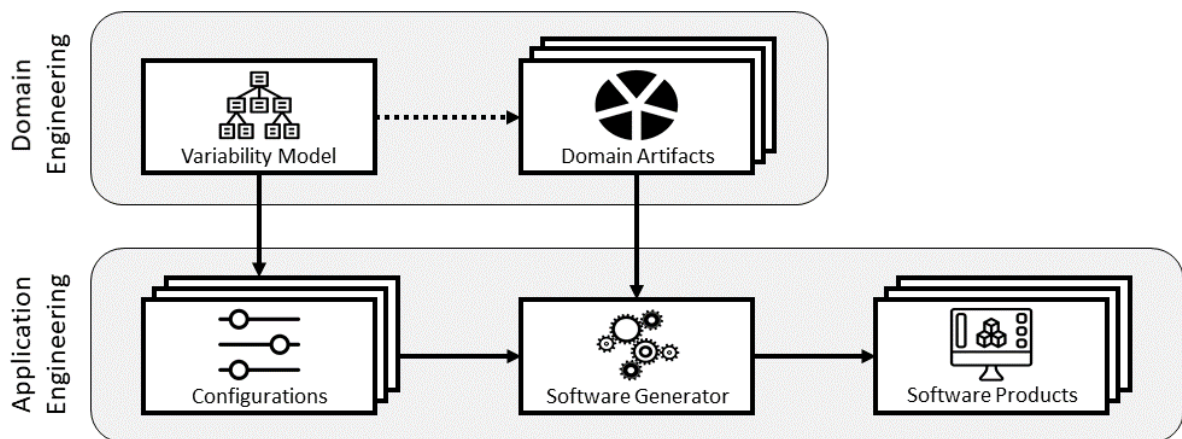 Domain
Engineering
Variability Model
Domain Artifacts
Application
Engineering
Configurations
Software Generator
Software Products